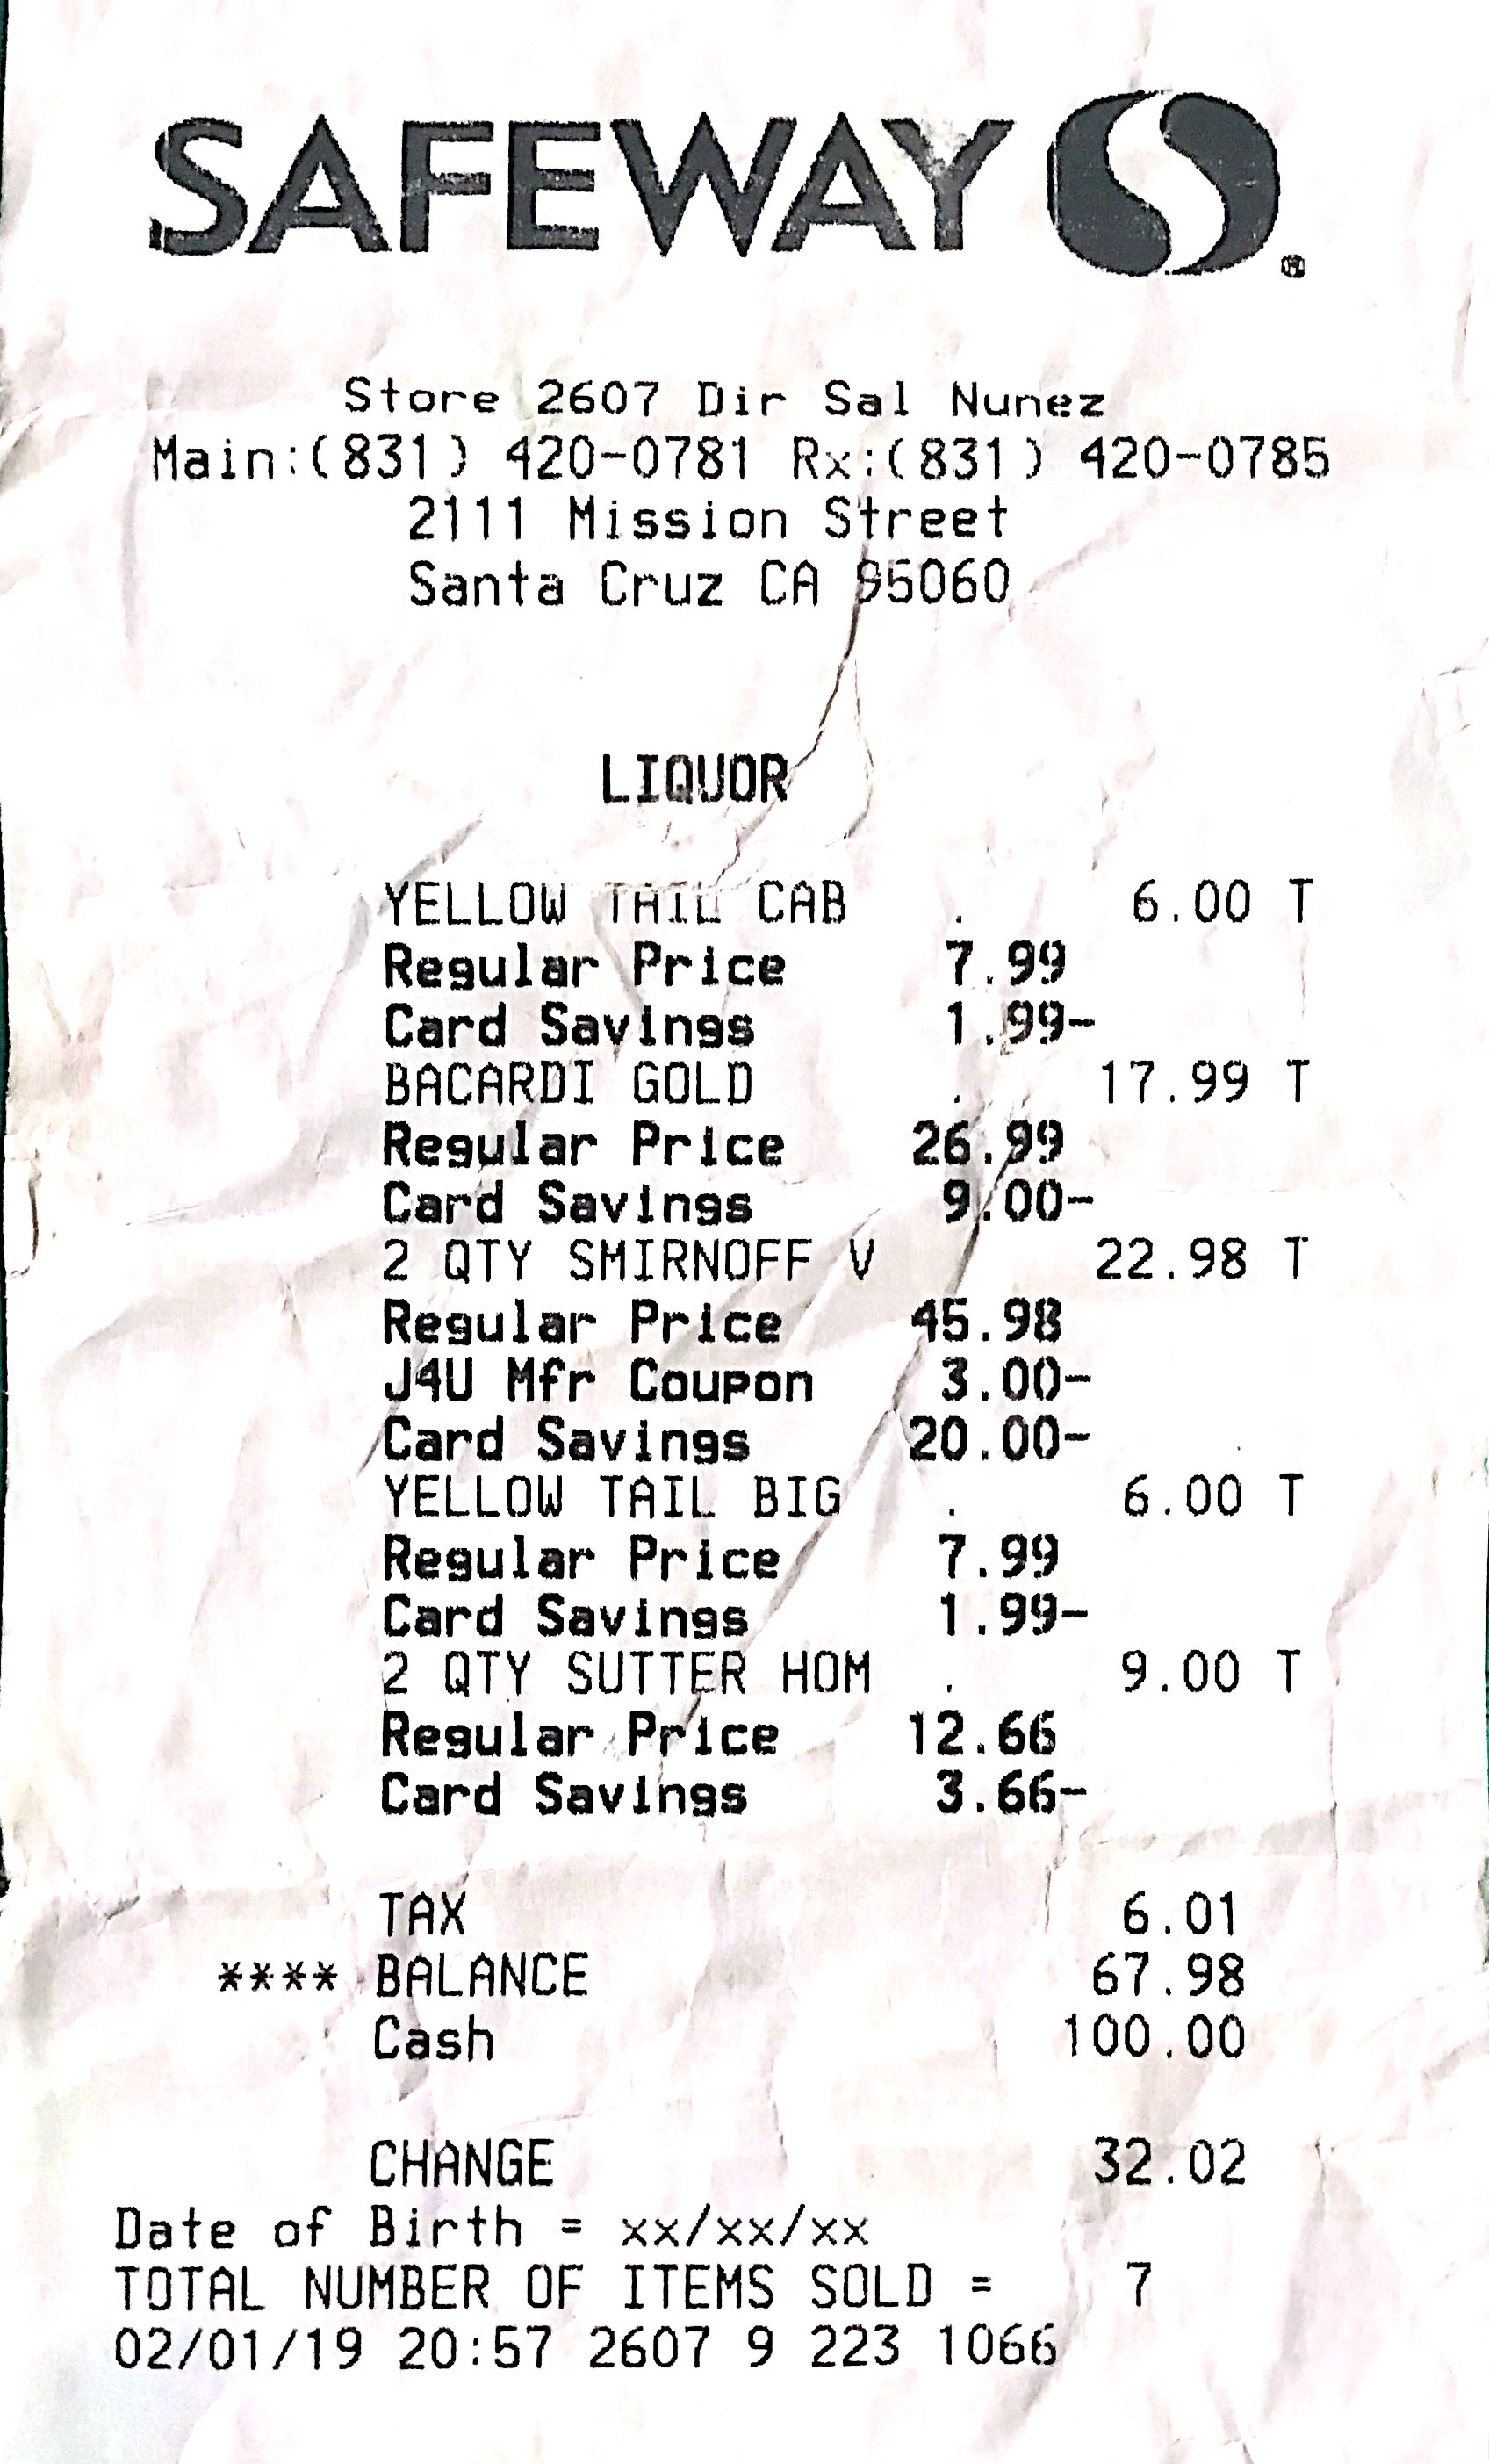 SAFEWAY ®
Store 2607 Dir Sal Nunez
Main:(831) 420-0781 Rx:(831) 420-0785
2111 Mission Street
Santa Cruz CA 95060
LIQUOR
YELLOW TAIL CAB . 6.00 T
Regular Price 7.99
Card Savings 1.99-
BACARDI GOLD . 17.99 T
Regular Price 26.99
Card Savings 9.00-
2 QTY SMIRNOFF V 22.98 T
Regular Price 45.98
J4U Mfr Coupon 3.00-
Card Savings 20.00-
YELLOW TAIL BIG . 6.00 T
Regular Price 7.99
Card Savings 1.99-
2 QTY SUTTER HOM . 9.00 T
Regular Price 12.66
Card Savings 3.66-
TAX 6.01
**** BALANCE 67.98
Cash 100.00
CHANGE 32.02
Date of Birth = xx/xx/xx
TOTAL NUMBER OF ITEMS SOLD = 7
02/01/19 20:57 2607 9 223 1066